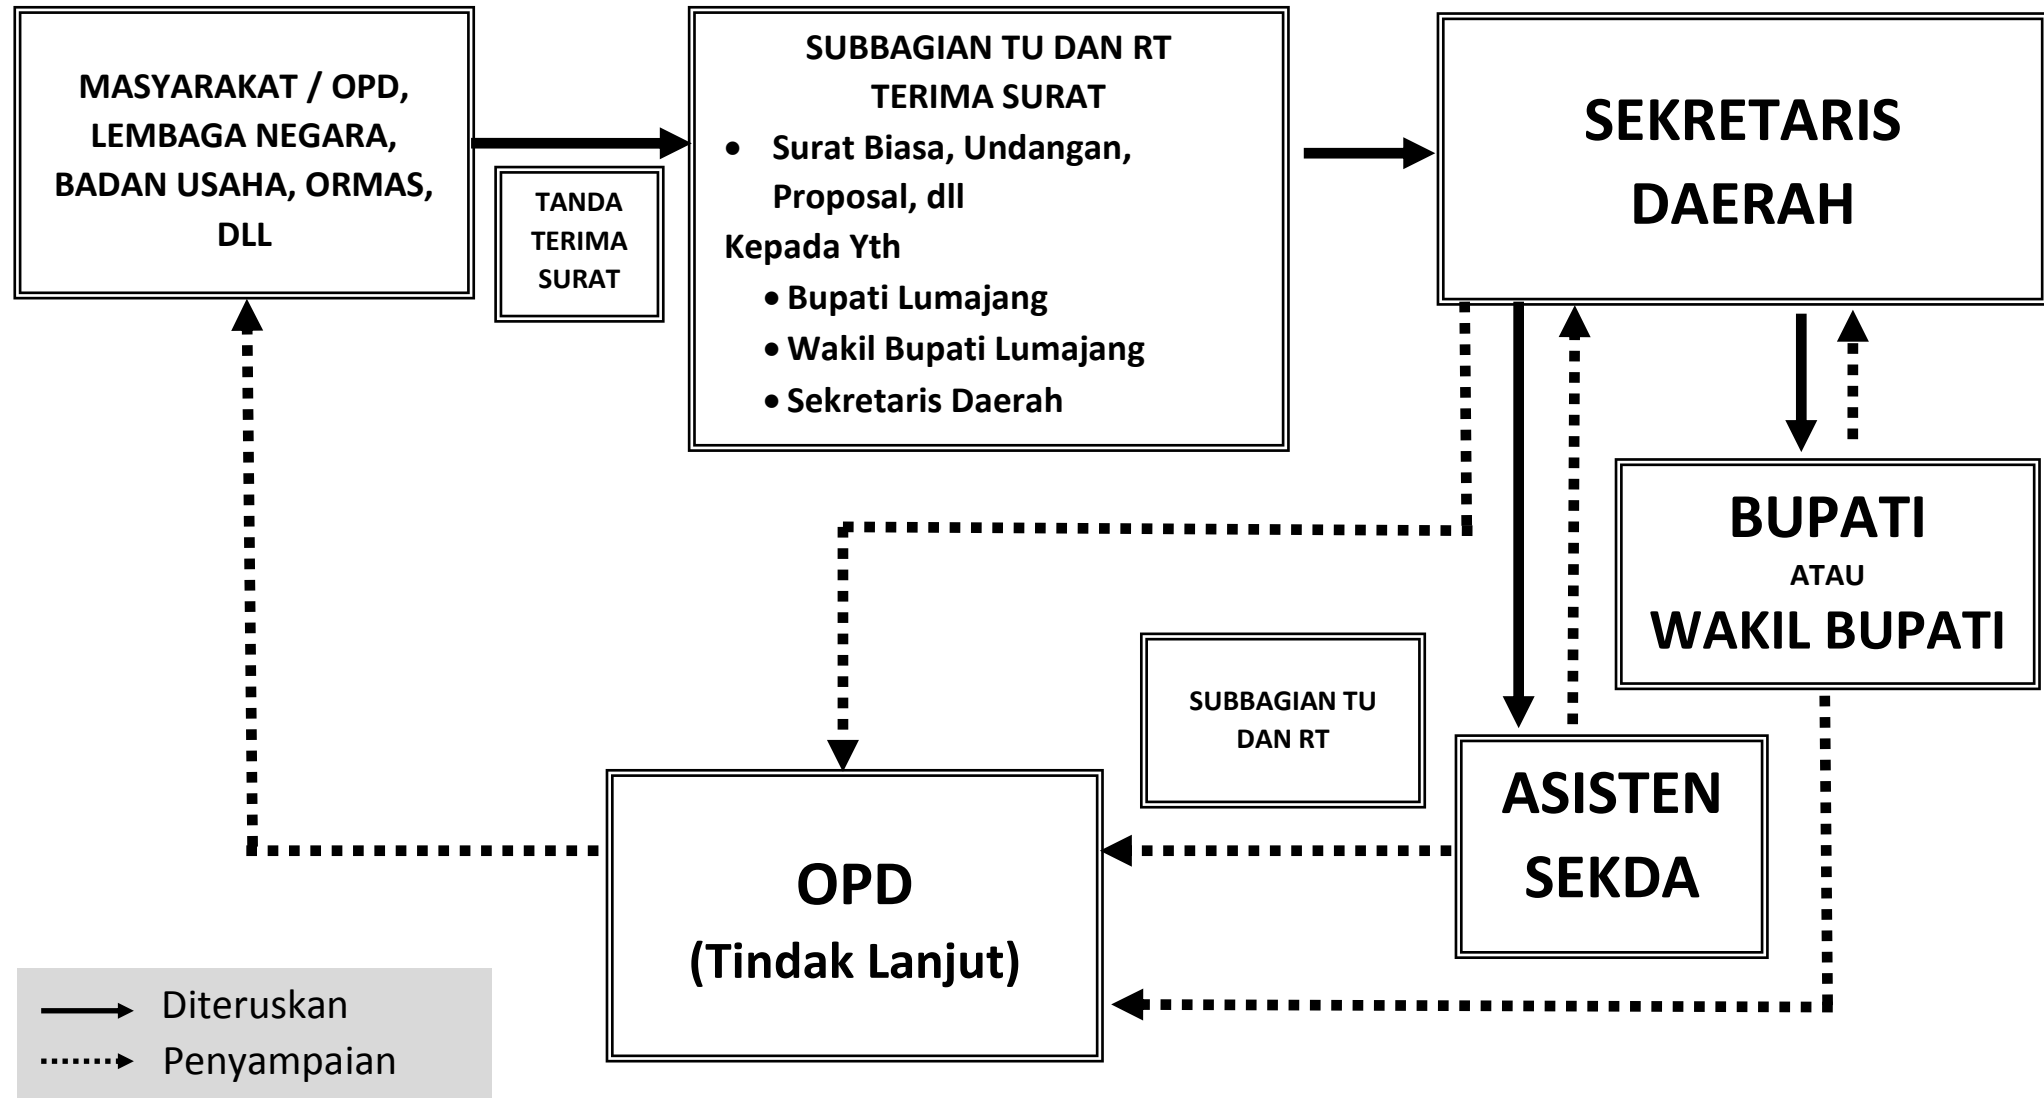 MASYARAKAT / OPD,
LEMBAGA NEGARA,
BADAN USAHA, ORMAS,
DLL
TANDA
TERIMA
SURAT
SUBBAGIAN TU DAN RT
TERIMA SURAT
• Surat Biasa, Undangan,
Proposal, dll
Kepada Yth
• Bupati Lumajang
• Wakil Bupati Lumajang
• Sekretaris Daerah
SEKRETARIS
DAERAH
BUPATI
ATAU
WAKIL BUPATI
SUBBAGIAN TU
DAN RT
ASISTEN
SEKDA
OPD
(Tindak Lanjut)
Diteruskan
Penyampaian